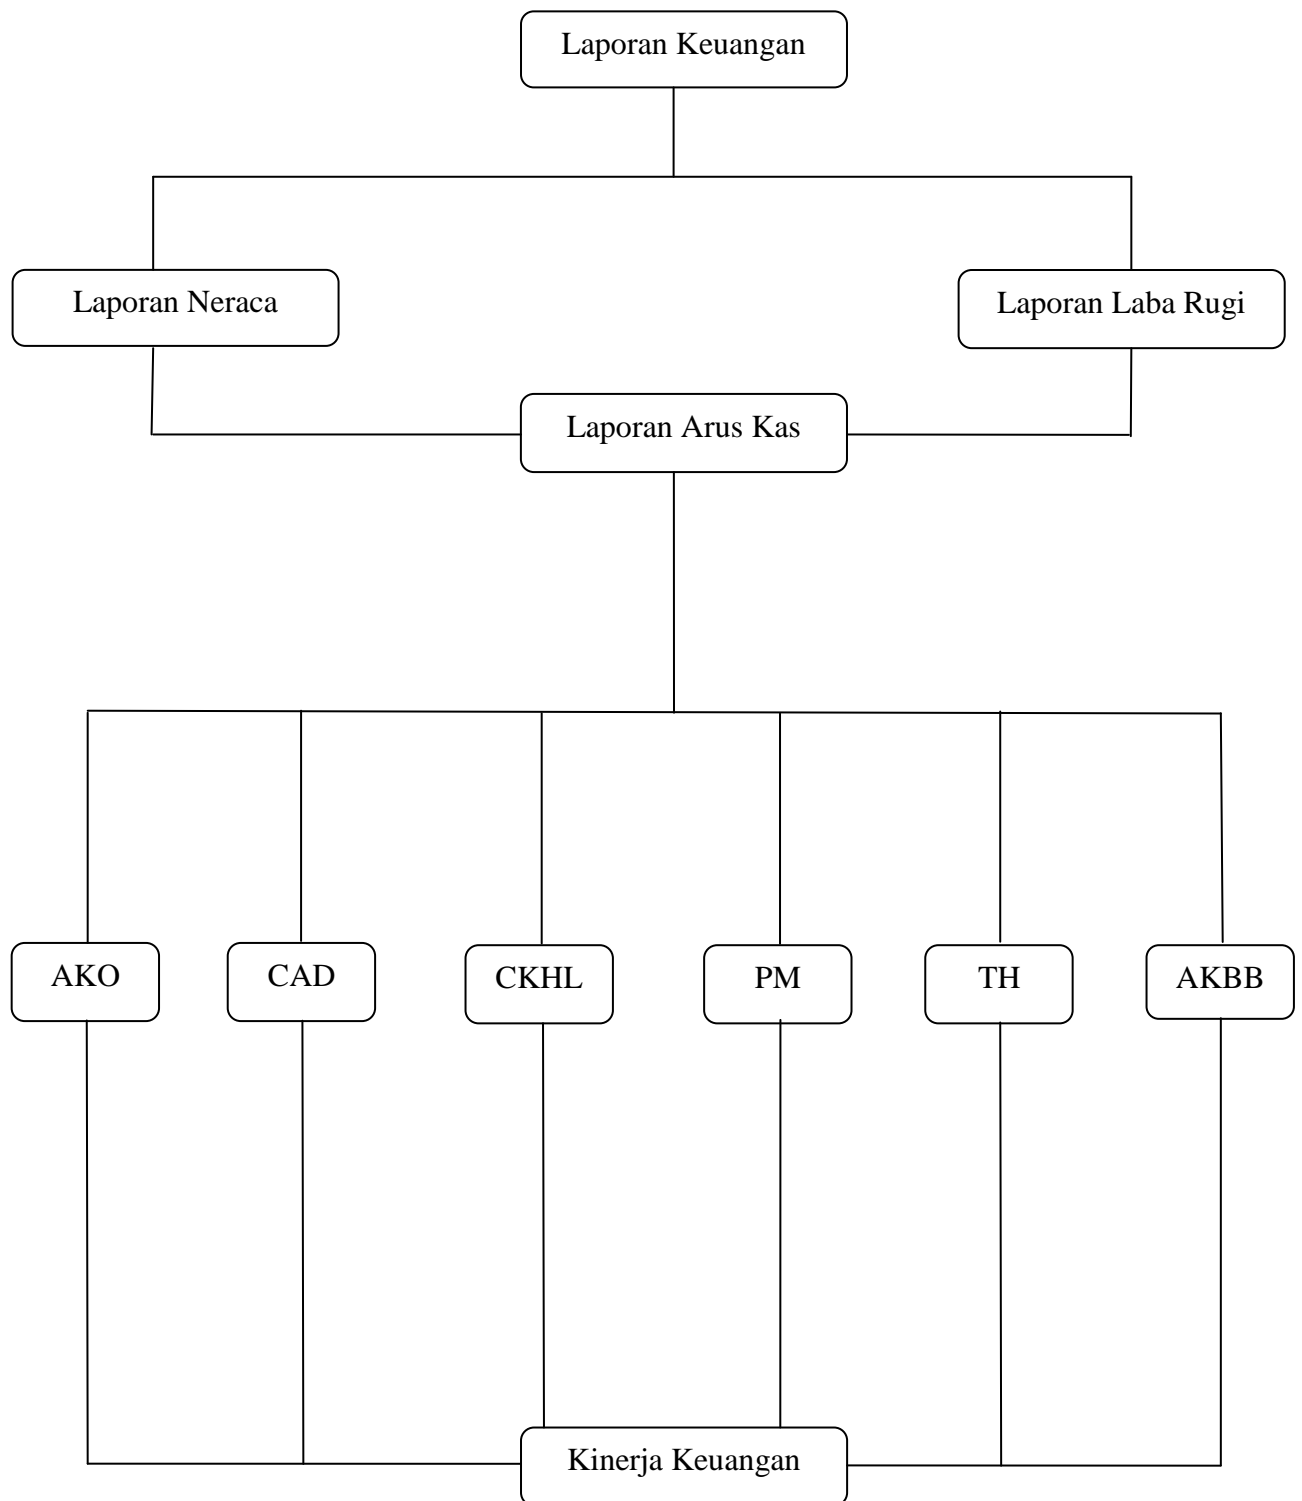 Laporan Keuangan
Laporan Neraca
Laporan Laba Rugi
Laporan Arus Kas
AKO
CAD
CKHL
PM
TH
AKBB
Kinerja Keuangan